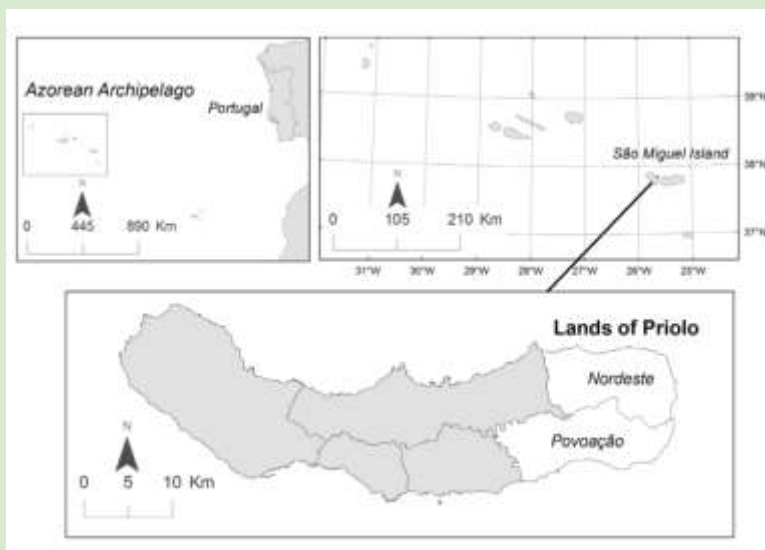 Azorean Archipelago
Portugal
N
0 445 890 Km
São Miguel Island
N
0 105 210 Km
39°N
38°N
37°N
31°W 30°W 29°W 28°W 27°W 26°W 25°W
Lands of Priolo
Nordeste
Povoação
N
0 5 10 Km